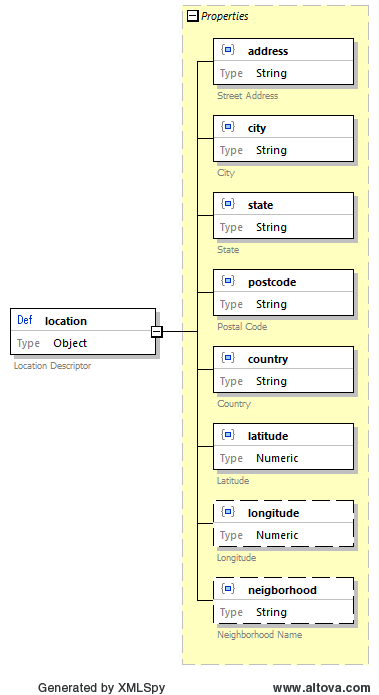 Properties
address
Type String
Street Address
city
Type String
City
state
Type String
State
postcode
Type String
Postal Code
Def location
Type Object
Location Descriptor
country
Type String
Country
latitude
Type Numeric
Latitude
longitude
Type Numeric
Longitude
neigborhood
Type String
Neighborhood Name
Generated by XMLSpy
www.altova.com